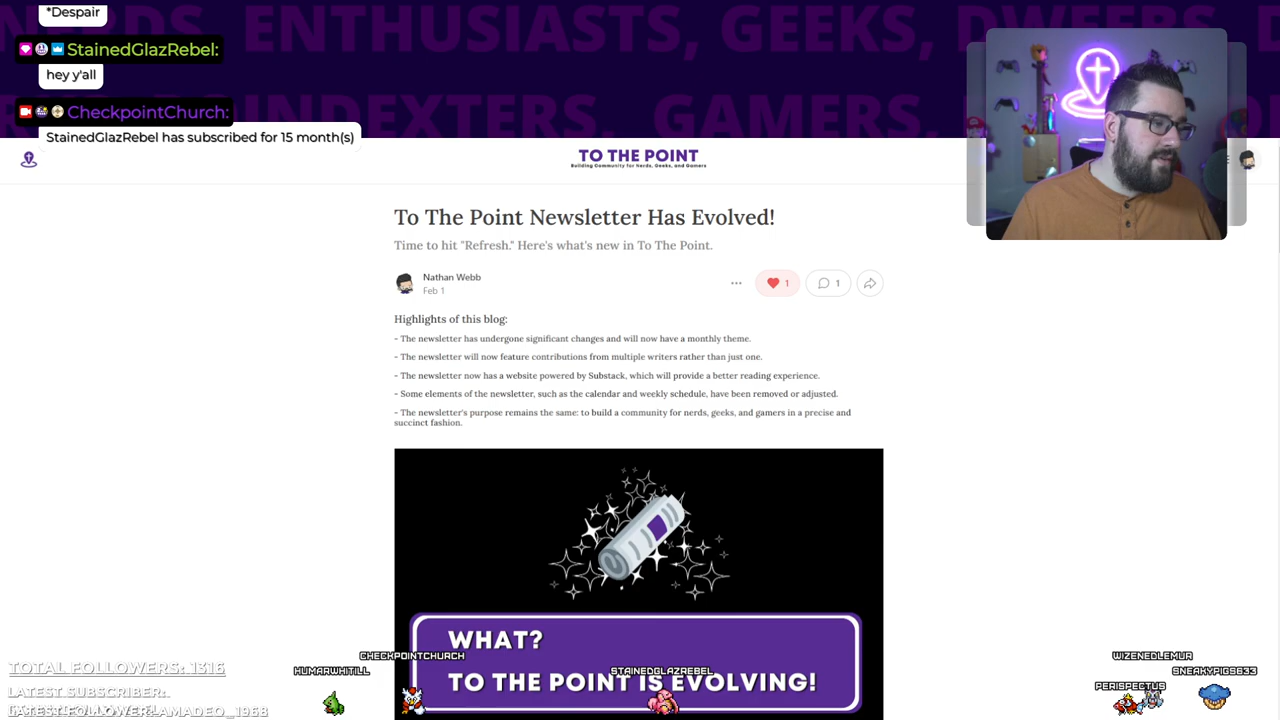 ENTHUSIASTS, GEEKS, DWEEBS, D
*Despair
StainedGlazRebel:
hey y'all
CheckpointChurch:
POINDEXTERS, GAMERS,
StainedGlazRebel has subscribed for 15 month(s)
TO THE POINT
Building Community for Nerds, Geeks, and Gamers
To The Point Newsletter Has Evolved!
Time to hit "Refresh." Here's what's new in To The Point.
Nathan Webb
Feb 1
1
1
Highlights of this blog:
- The newsletter has undergone significant changes and will now have a monthly theme.
- The newsletter will now feature contributions from multiple writers rather than just one.
- The newsletter now has a website powered by Substack, which will provide a better reading experience.
- Some elements of the newsletter, such as the calendar and weekly schedule, have been removed or adjusted.
- The newsletter's purpose remains the same: to build a community for nerds, geeks, and gamers in a precise and
succinct fashion.
WHAT?
TO THE POINT IS EVOLVING!
CHECKPOINTCHURCH
HUMARWHITILL
STAINEDGLAZREBEL
WIZENEDLEMUR
SNEAKYPIGS633
PERISPECTUS
TOTAL FOLLOWERS: 1316
LATEST SUBSCRIBER:
LATEST FOLLOWER: AMADEO_1968